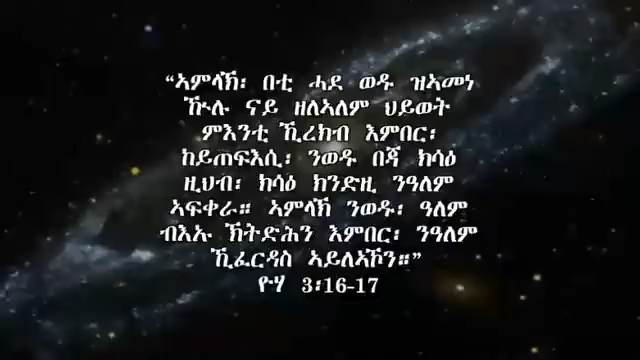 “ኣምላኽ፡ በቲ ሓደ ወዱ ዝኣመነ
ዅሉ ናይ ዘለኣለም ህይወት
ምእንቲ ኺረክብ እምበር፡
ከይጠፍእሲ፡ ንወዱ በጃ ክሳዕ
ዚህብ፡ ክሳዕ ክንድዚ ንዓለም
ኣፍቀራ። ኣምላኽ ንወዱ፡ ዓለም
ብእኡ ኽትድሕን እምበር፡ ንዓለም
ኺፈርዳስ ኣይለኣኾን።”
ዮሃ 3፡16-17